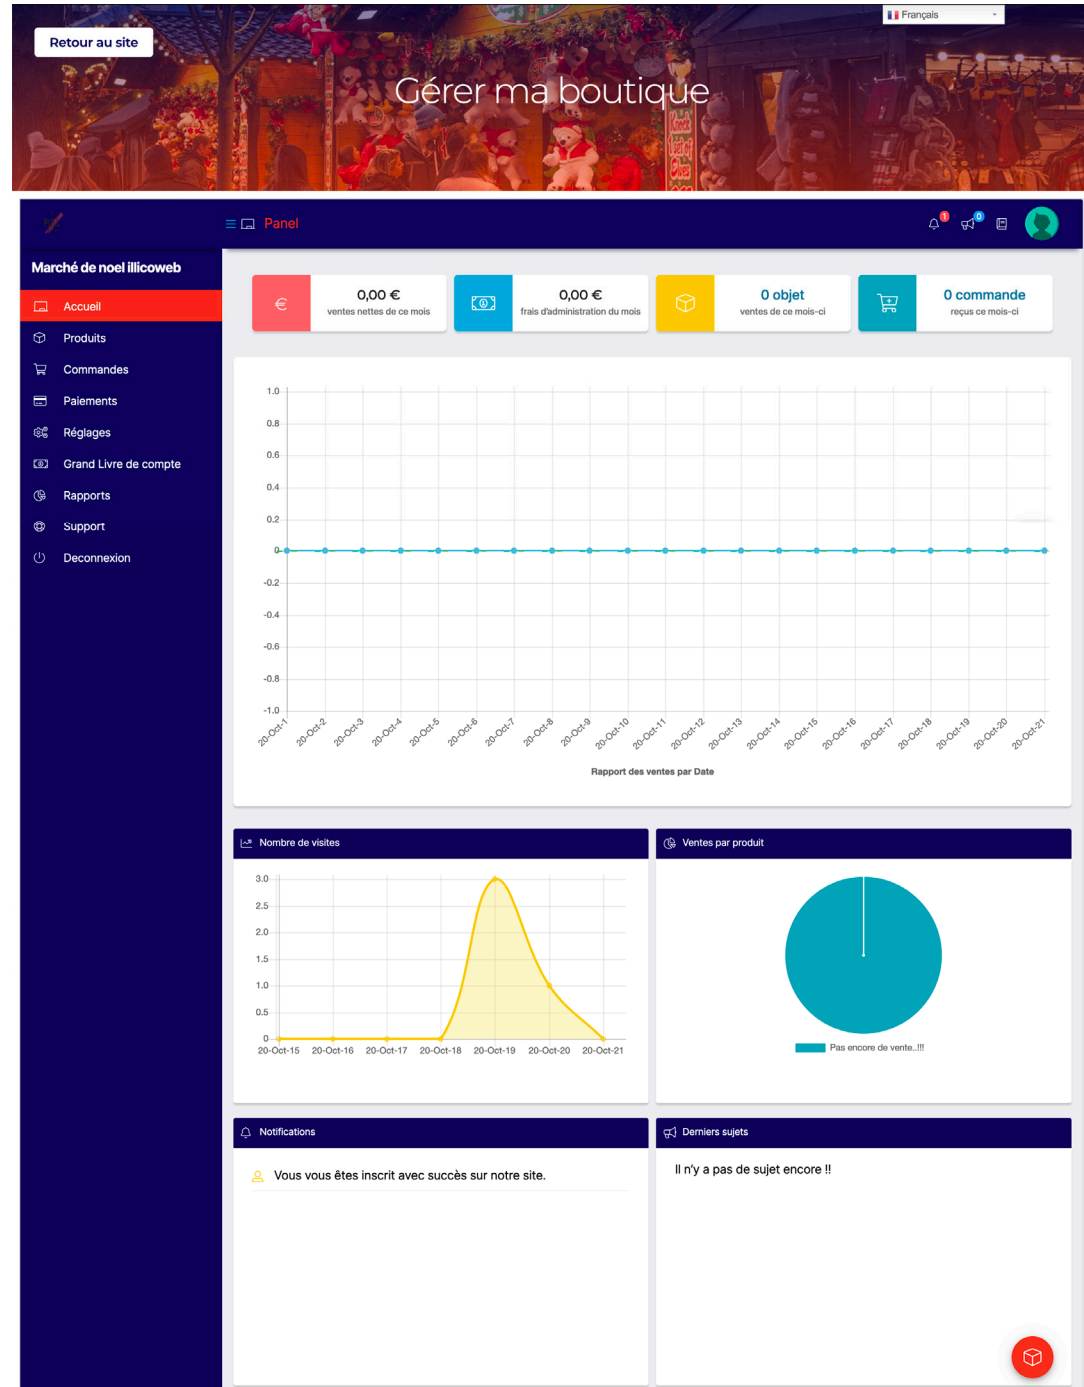 Français
Retour au site
Gérer ma boutique
Panel
1
0
Marché de noel illicoweb
Accueil
Produits
Commandes
Paiements
Réglages
Grand Livre de compte
Rapports
Support
Deconnexion
0,00 €
ventes nettes de ce mois
0,00 €
frais d'administration du mois
0 objet
ventes de ce mois-ci
0 commande
reçus ce mois-ci
1.0
0.8
0.6
0.4
0.2
0
-0.2
-0.4
-0.6
-0.8
-1.0
20-Oct-1 20-Oct-2 20-Oct-3 20-Oct-4 20-Oct-5 20-Oct-6 20-Oct-7 20-Oct-8 20-Oct-9 20-Oct-10 20-Oct-11 20-Oct-12 20-Oct-13 20-Oct-14 20-Oct-15 20-Oct-16 20-Oct-17 20-Oct-18 20-Oct-19 20-Oct-20 20-Oct-21
Rapport des ventes par Date
Nombre de visites
3.0
2.5
2.0
1.5
1.0
0.5
0
20-Oct-15 20-Oct-16 20-Oct-17 20-Oct-18 20-Oct-19 20-Oct-20 20-Oct-21
Ventes par produit
Pas encore de vente..!!!
Notifications
Vous vous êtes inscrit avec succès sur notre site.
Derniers sujets
Il n'y a pas de sujet encore !!